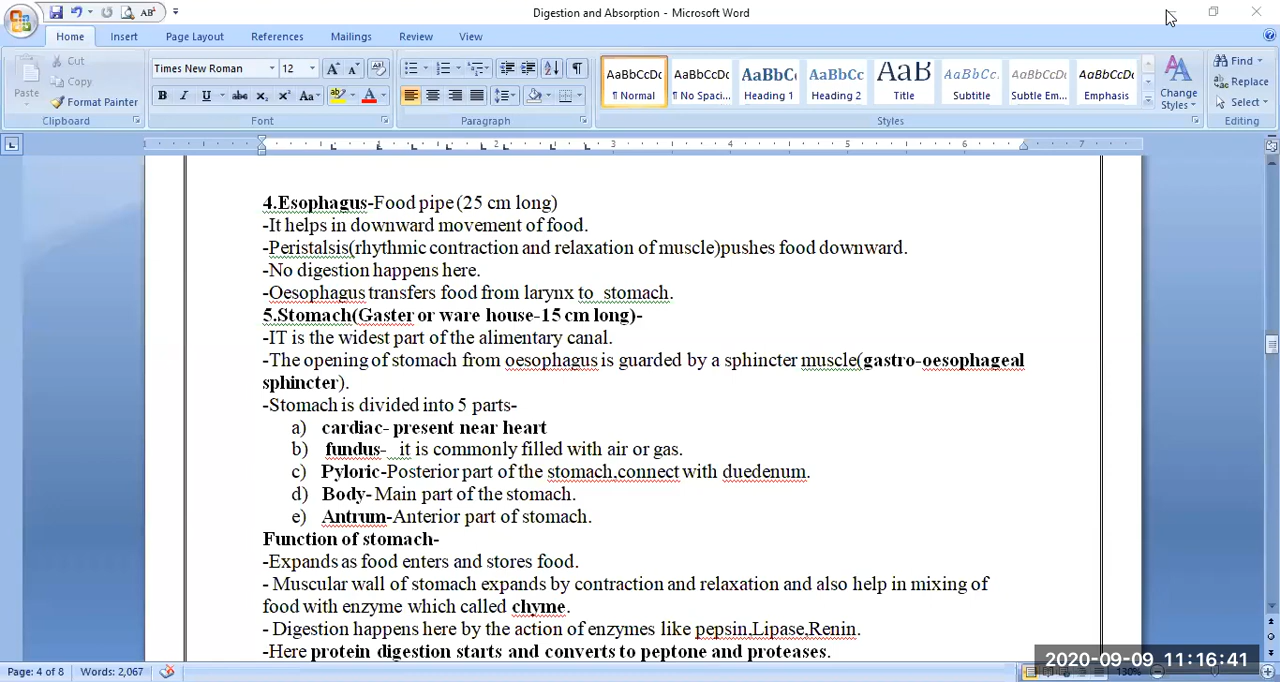 Digestion and Absorption - Microsoft Word
Home Insert Page Layout References Mailings Review View
Paste
Cut
Copy
Format Painter
Clipboard
Times New Roman 12
Font
Paragraph
AaBbCcDc AaBbCcDc AaBbCc AaBbCc AaB AaBbCc. AaBbCcDc AaBbCcDc
¶ Normal ¶ No Spaci... Heading 1 Heading 2 Title Subtitle Subtle Em... Emphasis
Change Styles
Styles
Find
Replace
Select
Editing
1 1 2 3 4 5 6 7
4.Esophagus-Food pipe (25 cm long)
-It helps in downward movement of food.
-Peristalsis(rhythmic contraction and relaxation of muscle)pushes food downward.
-No digestion happens here.
-Oesophagus transfers food from larynx to stomach.
5.Stomach(Gaster or ware house-15 cm long)-
-IT is the widest part of the alimentary canal.
-The opening of stomach from oesophagus is guarded by a sphincter muscle(gastro-oesophageal
sphincter).
-Stomach is divided into 5 parts-
a) cardiac- present near heart
b) fundus- it is commonly filled with air or gas.
c) Pyloric-Posterior part of the stomach,connect with duedenum.
d) Body- Main part of the stomach.
e) Antrum-Anterior part of stomach.
Function of stomach-
-Expands as food enters and stores food.
- Muscular wall of stomach expands by contraction and relaxation and also help in mixing of
food with enzyme which called chyme.
- Digestion happens here by the action of enzymes like pepsin,Lipase,Renin.
-Here protein digestion starts and converts to peptone and proteases.
Page: 4 of 8 Words: 2,067
2020-09-09 11:16:41
130%